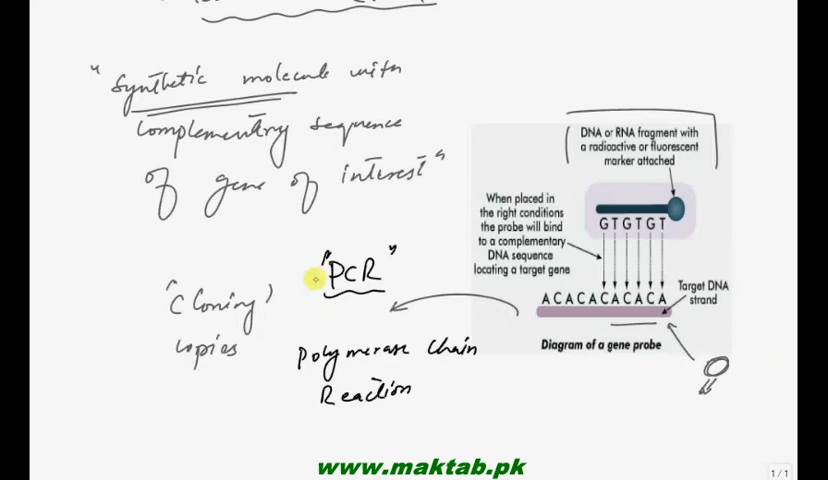 "Synthetic molecule with
complementry sequence
of gene of interest"
DNA or RNA fragment with
a radioactive or fluorescent
marker attached
When placed in
the right conditions
the probe will bind
to a complementary
DNA sequence
locating a target gene
GTGTGT
Target DNA
strand
ACACACACACA
Diagram of a gene probe
"PCR"
Polymerase Chain
Reaction
"Cloning"
copies
www.maktab.pk
1/1